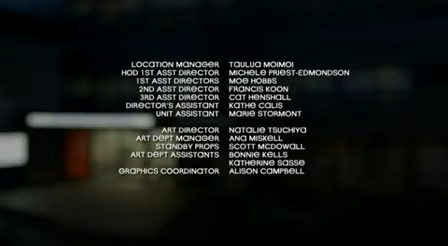 LOCATION MANAGER TAULUA MOIMOI
HOD 1ST ASST DIRECTOR MICHELE PRIEST-EDMONDSON
1ST ASST DIRECTORS MOE HOBBS
2ND ASST DIRECTOR FRANCIS KOON
3RD ASST DIRECTOR CAT HENSHALL
DIRECTOR'S ASSISTANT KATHE CALIS
UNIT ASSISTANT MARIE STORMONT
ART DIRECTOR NATALIE TSUCHIYA
ART DEPT MANAGER ANA MISKELL
STANDBY PROPS SCOTT MCDOWALL
ART DEPT ASSISTANTS BONNIE KELLS
KATHERINE SASSE
GRAPHICS COORDINATOR ALISON CAMPBELL